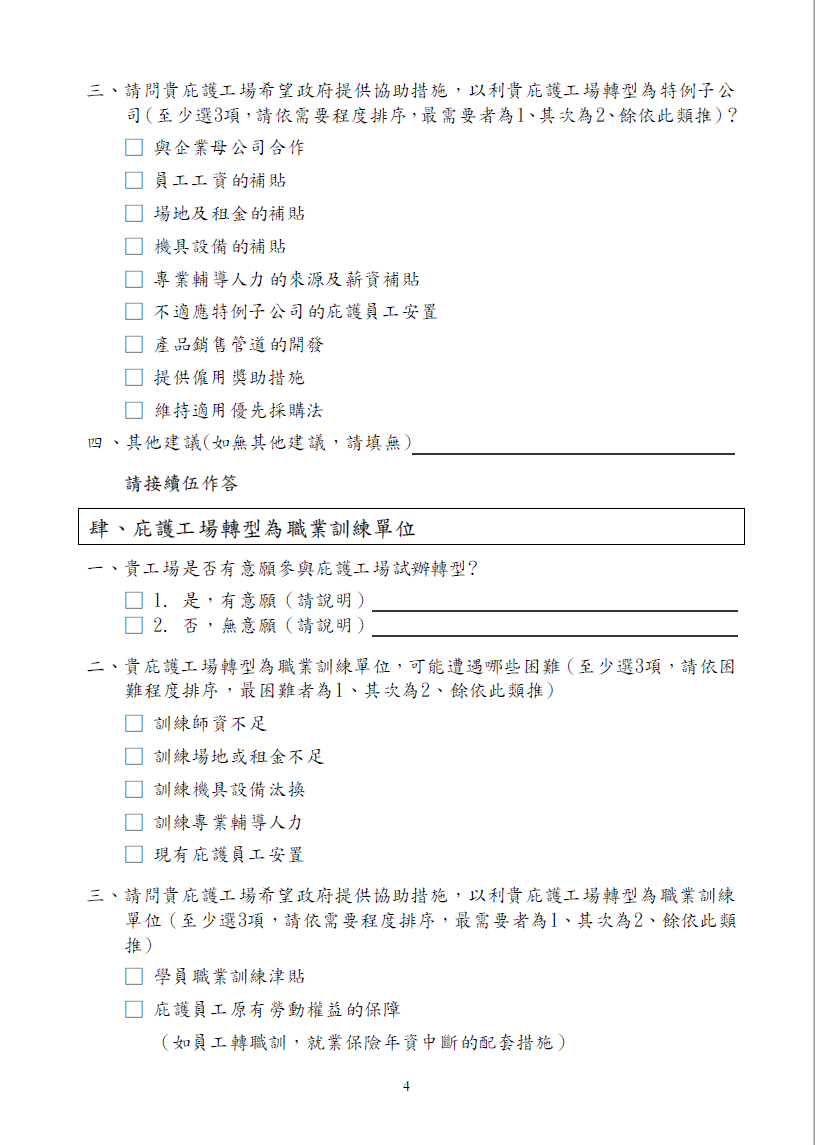 三、請問貴庇護工場希望政府提供協助措施，以利貴庇護工場轉型為特例子公
司(至少選3項，請依需要程度排序，最需要者為1、其次為2、餘依此類推)？
□ 與企業母公司合作
□ 員工工資的補貼
□ 場地及租金的補貼
□ 機具設備的補貼
□ 專業輔導人力的來源及薪資補貼
□ 不適應特例子公司的庇護員工安置
□ 產品銷售管道的開發
□ 提供僱用獎助措施
□ 維持適用優先採購法
四、其他建議(如無其他建議，請填無)
請接續伍作答
肆、庇護工場轉型為職業訓練單位
一、貴工場是否有意願參與庇護工場試辦轉型？
□ 1. 是，有意願（請說明）
□ 2. 否，無意願（請說明）
二、貴庇護工場轉型為職業訓練單位，可能遭遇哪些困難（至少選3項，請依困
難程度排序，最困難者為1、其次為2、餘依此類推）
□ 訓練師資不足
□ 訓練場地或租金不足
□ 訓練機具設備汰換
□ 訓練專業輔導人力
□ 現有庇護員工安置
三、請問貴庇護工場希望政府提供協助措施，以利貴庇護工場轉型為職業訓練
單位（至少選3項，請依需要程度排序，最需要者為1、其次為2、餘依此類
推）
□ 學員職業訓練津貼
□ 庇護員工原有勞動權益的保障
（如員工轉職訓，就業保險年資中斷的配套措施）
4